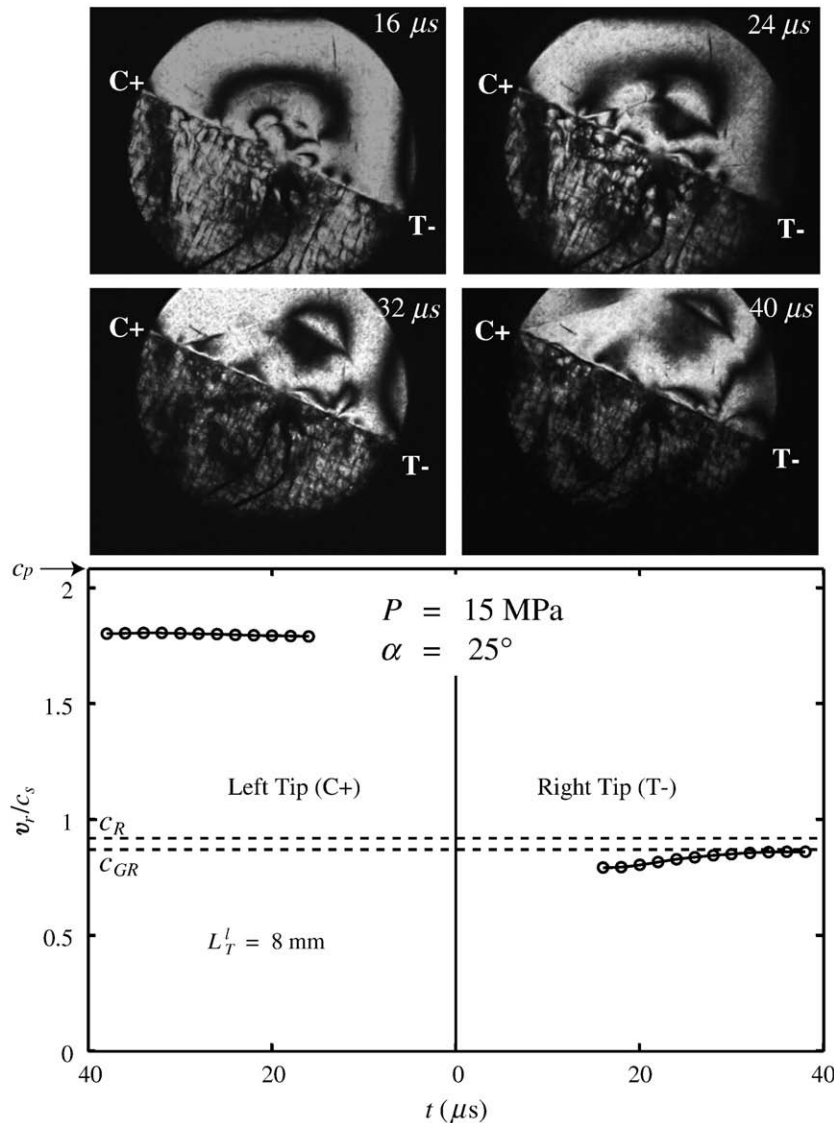 16 μs
C+
T-
24 μs
C+
T-
32 μs
C+
T-
40 μs
C+
T-
c_p
2
P = 15 MPa
α = 25°
1.5
Left Tip (C+)
Right Tip (T-)
v_r/c_s
c_R
1
c_GR
0.5
L_T^l = 8 mm
0
40
20
0
20
40
t (μs)